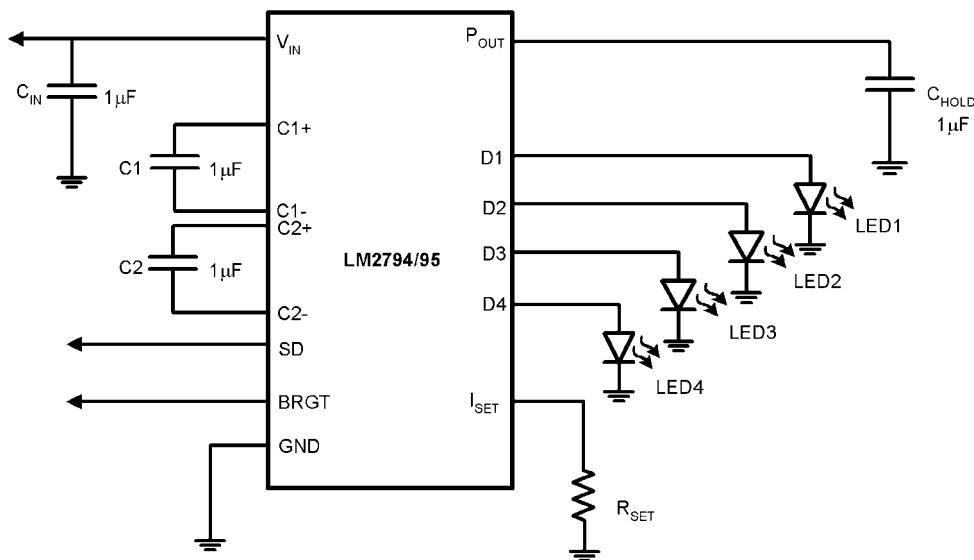 V_IN
C_IN
1µF
C1+
C1
1µF
C1-
C2+
C2
1µF
C2-
SD
BRGT
GND
LM2794/95
P_OUT
C_HOLD
1µF
D1
LED1
D2
LED2
D3
LED3
D4
LED4
I_SET
R_SET